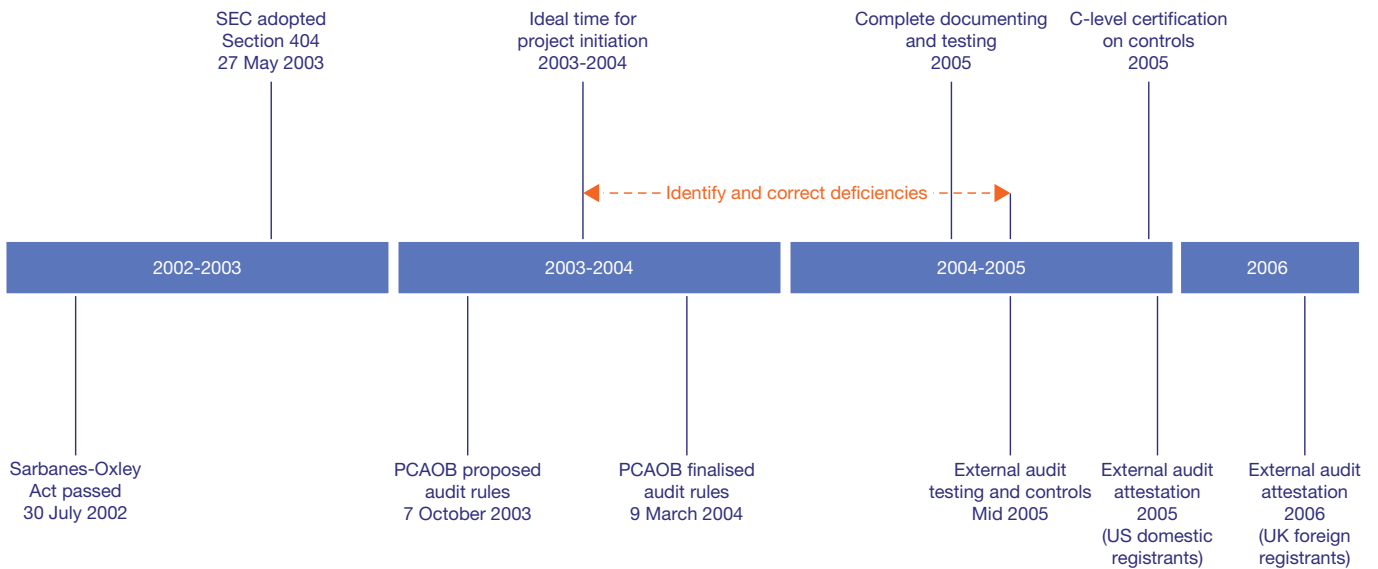 SEC adopted
Section 404
27 May 2003
Ideal time for
project initiation
2003-2004
Complete documenting
and testing
2005
C-level certification
on controls
2005
Identify and correct deficiencies
2002-2003
2003-2004
2004-2005
2006
Sarbanes-Oxley
Act passed
30 July 2002
PCAOB proposed
audit rules
7 October 2003
PCAOB finalised
audit rules
9 March 2004
External audit
testing and controls
Mid 2005
External audit
attestation
2005
(US domestic
registrants)
External audit
attestation
2006
(UK foreign
registrants)